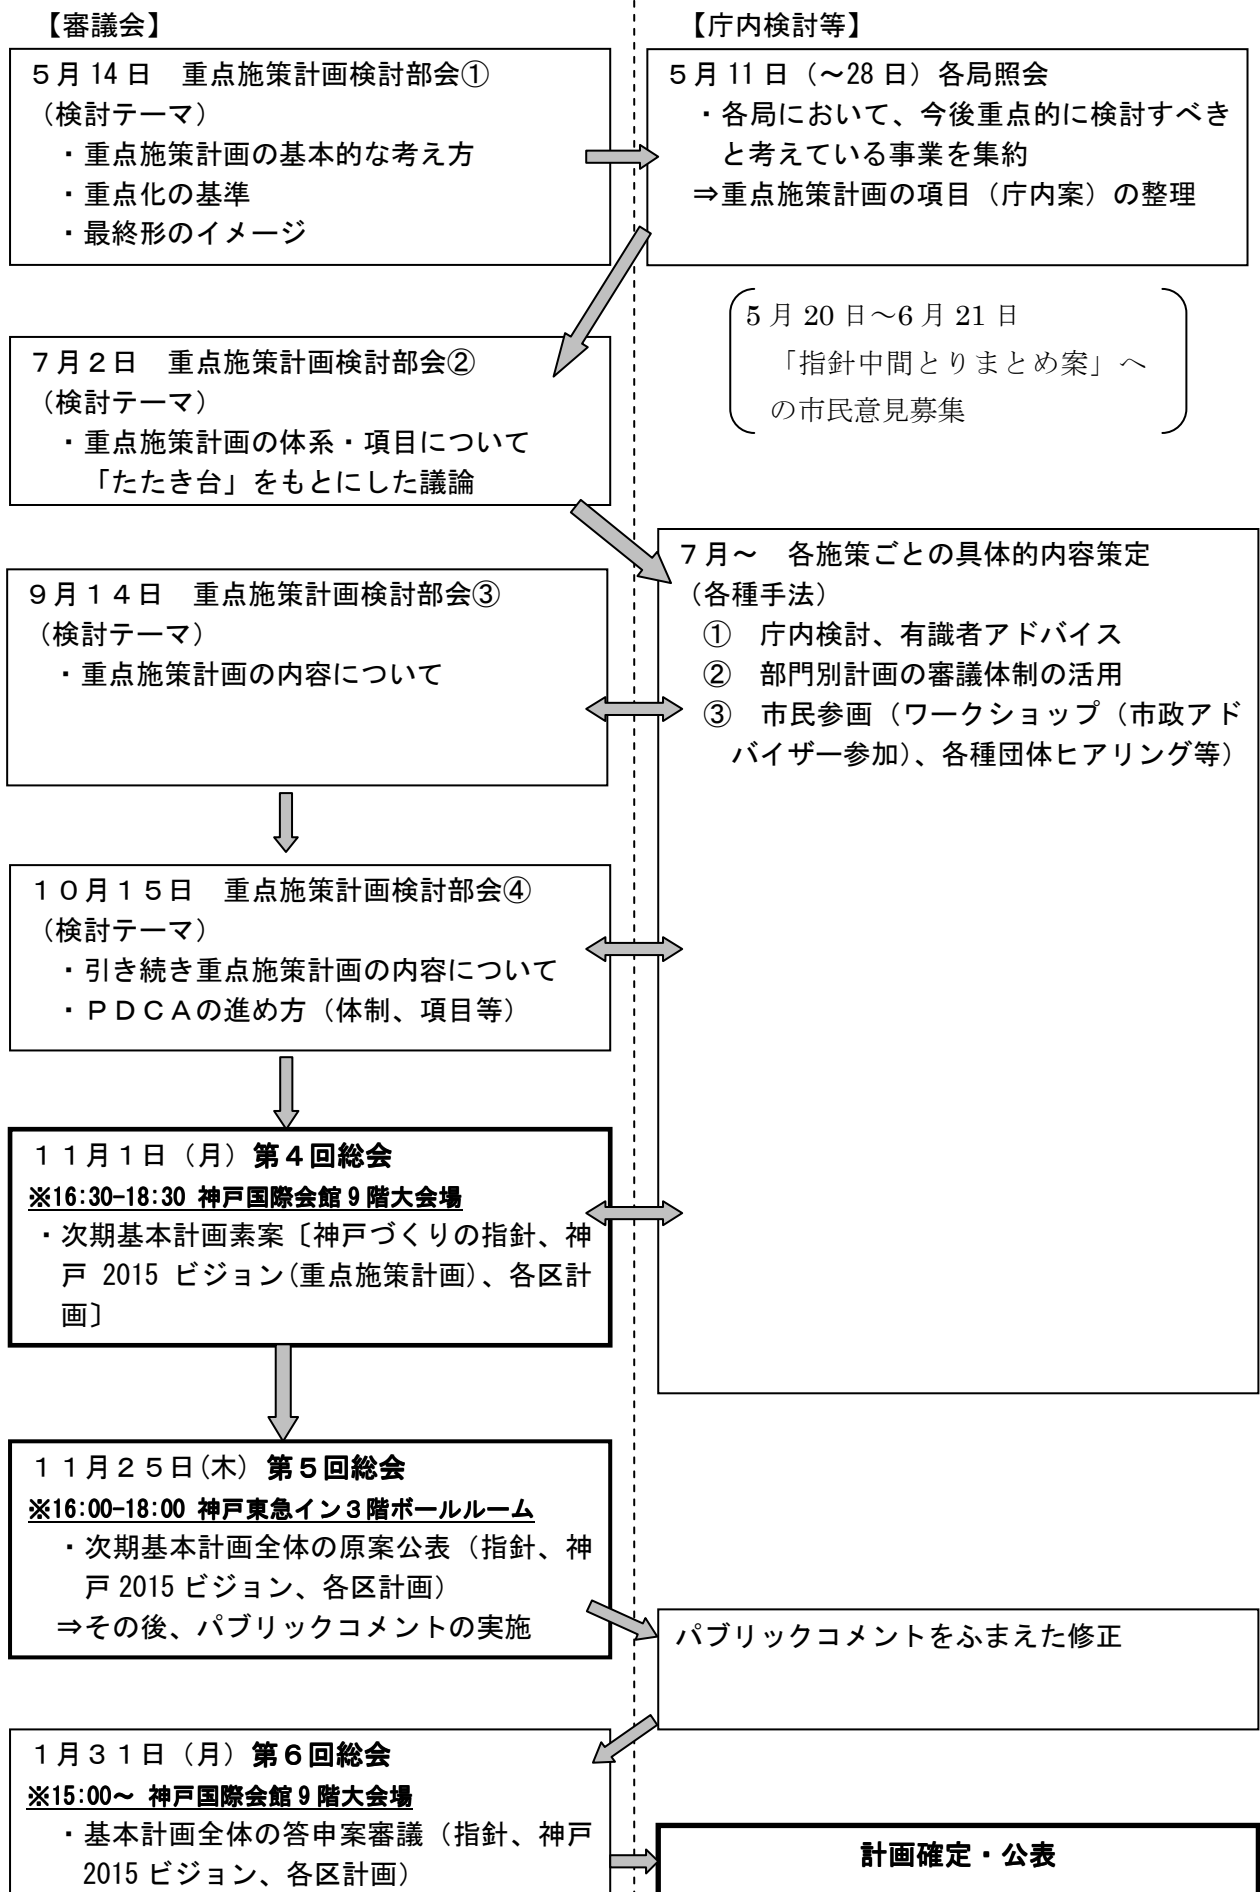 【審議会】
【庁内検討等】
５月14日　重点施策計画検討部会①
（検討テーマ）
・重点施策計画の基本的な考え方
・重点化の基準
・最終形のイメージ
５月11日（～28日）各局照会
・各局において、今後重点的に検討すべき
と考えている事業を集約
⇒重点施策計画の項目（庁内案）の整理
5月20日～6月21日
「指針中間とりまとめ案」へ
の市民意見募集
７月２日　重点施策計画検討部会②
（検討テーマ）
・重点施策計画の体系・項目について
「たたき台」をもとにした議論
７月～　各施策ごとの具体的内容策定
（各種手法）
①　庁内検討、有識者アドバイス
②　部門別計画の審議体制の活用
③　市民参画（ワークショップ（市政アド
バイザー参加）、各種団体ヒアリング等）
９月１４日　重点施策計画検討部会③
（検討テーマ）
・重点施策計画の内容について
１０月１５日　重点施策計画検討部会④
（検討テーマ）
・引き続き重点施策計画の内容について
・ＰＤＣＡの進め方（体制、項目等）
１１月１日（月）第４回総会
※16:30-18:30 神戸国際会館９階大会場
・次期基本計画素案〔神戸づくりの指針、神
戸 2015 ビジョン(重点施策計画)、各区計
画〕
１１月２５日(木）第５回総会
※16:00-18:00 神戸東急イン３階ボールルーム
・次期基本計画全体の原案公表（指針、神
戸 2015 ビジョン、各区計画）
⇒その後、パブリックコメントの実施
パブリックコメントをふまえた修正
１月３１日（月）第６回総会
※15:00～ 神戸国際会館９階大会場
・基本計画全体の答申案審議（指針、神戸
2015 ビジョン、各区計画）
計画確定・公表